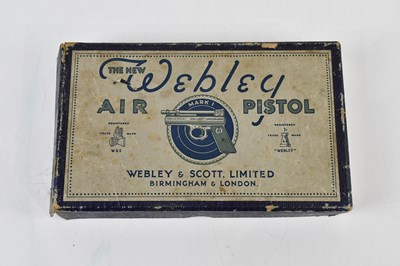 THE NEW
Webley
AIR PISTOL
MARK I
REGISTERED
TRADE MARK
W&S
REGISTERED
TRADE MARK
"WEBLEY"
WEBLEY & SCOTT, LIMITED
BIRMINGHAM & LONDON.